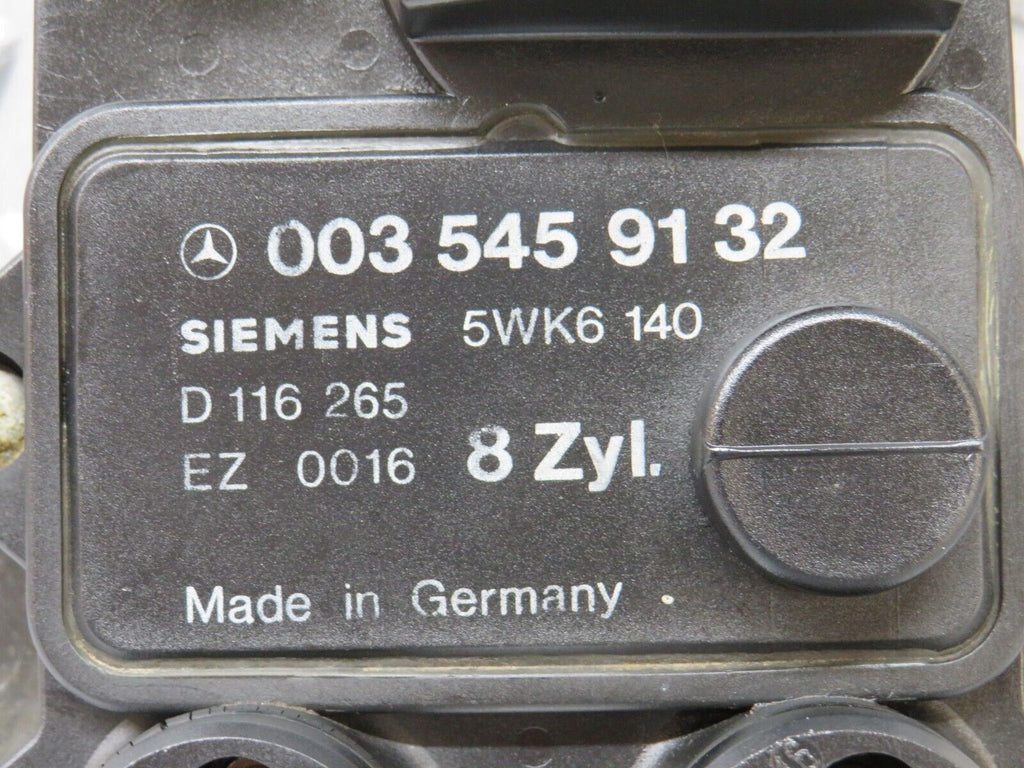 003 545 91 32
SIEMENS 5WK6 140
D 116 265
EZ 0016 8 Zyl.
Made in Germany